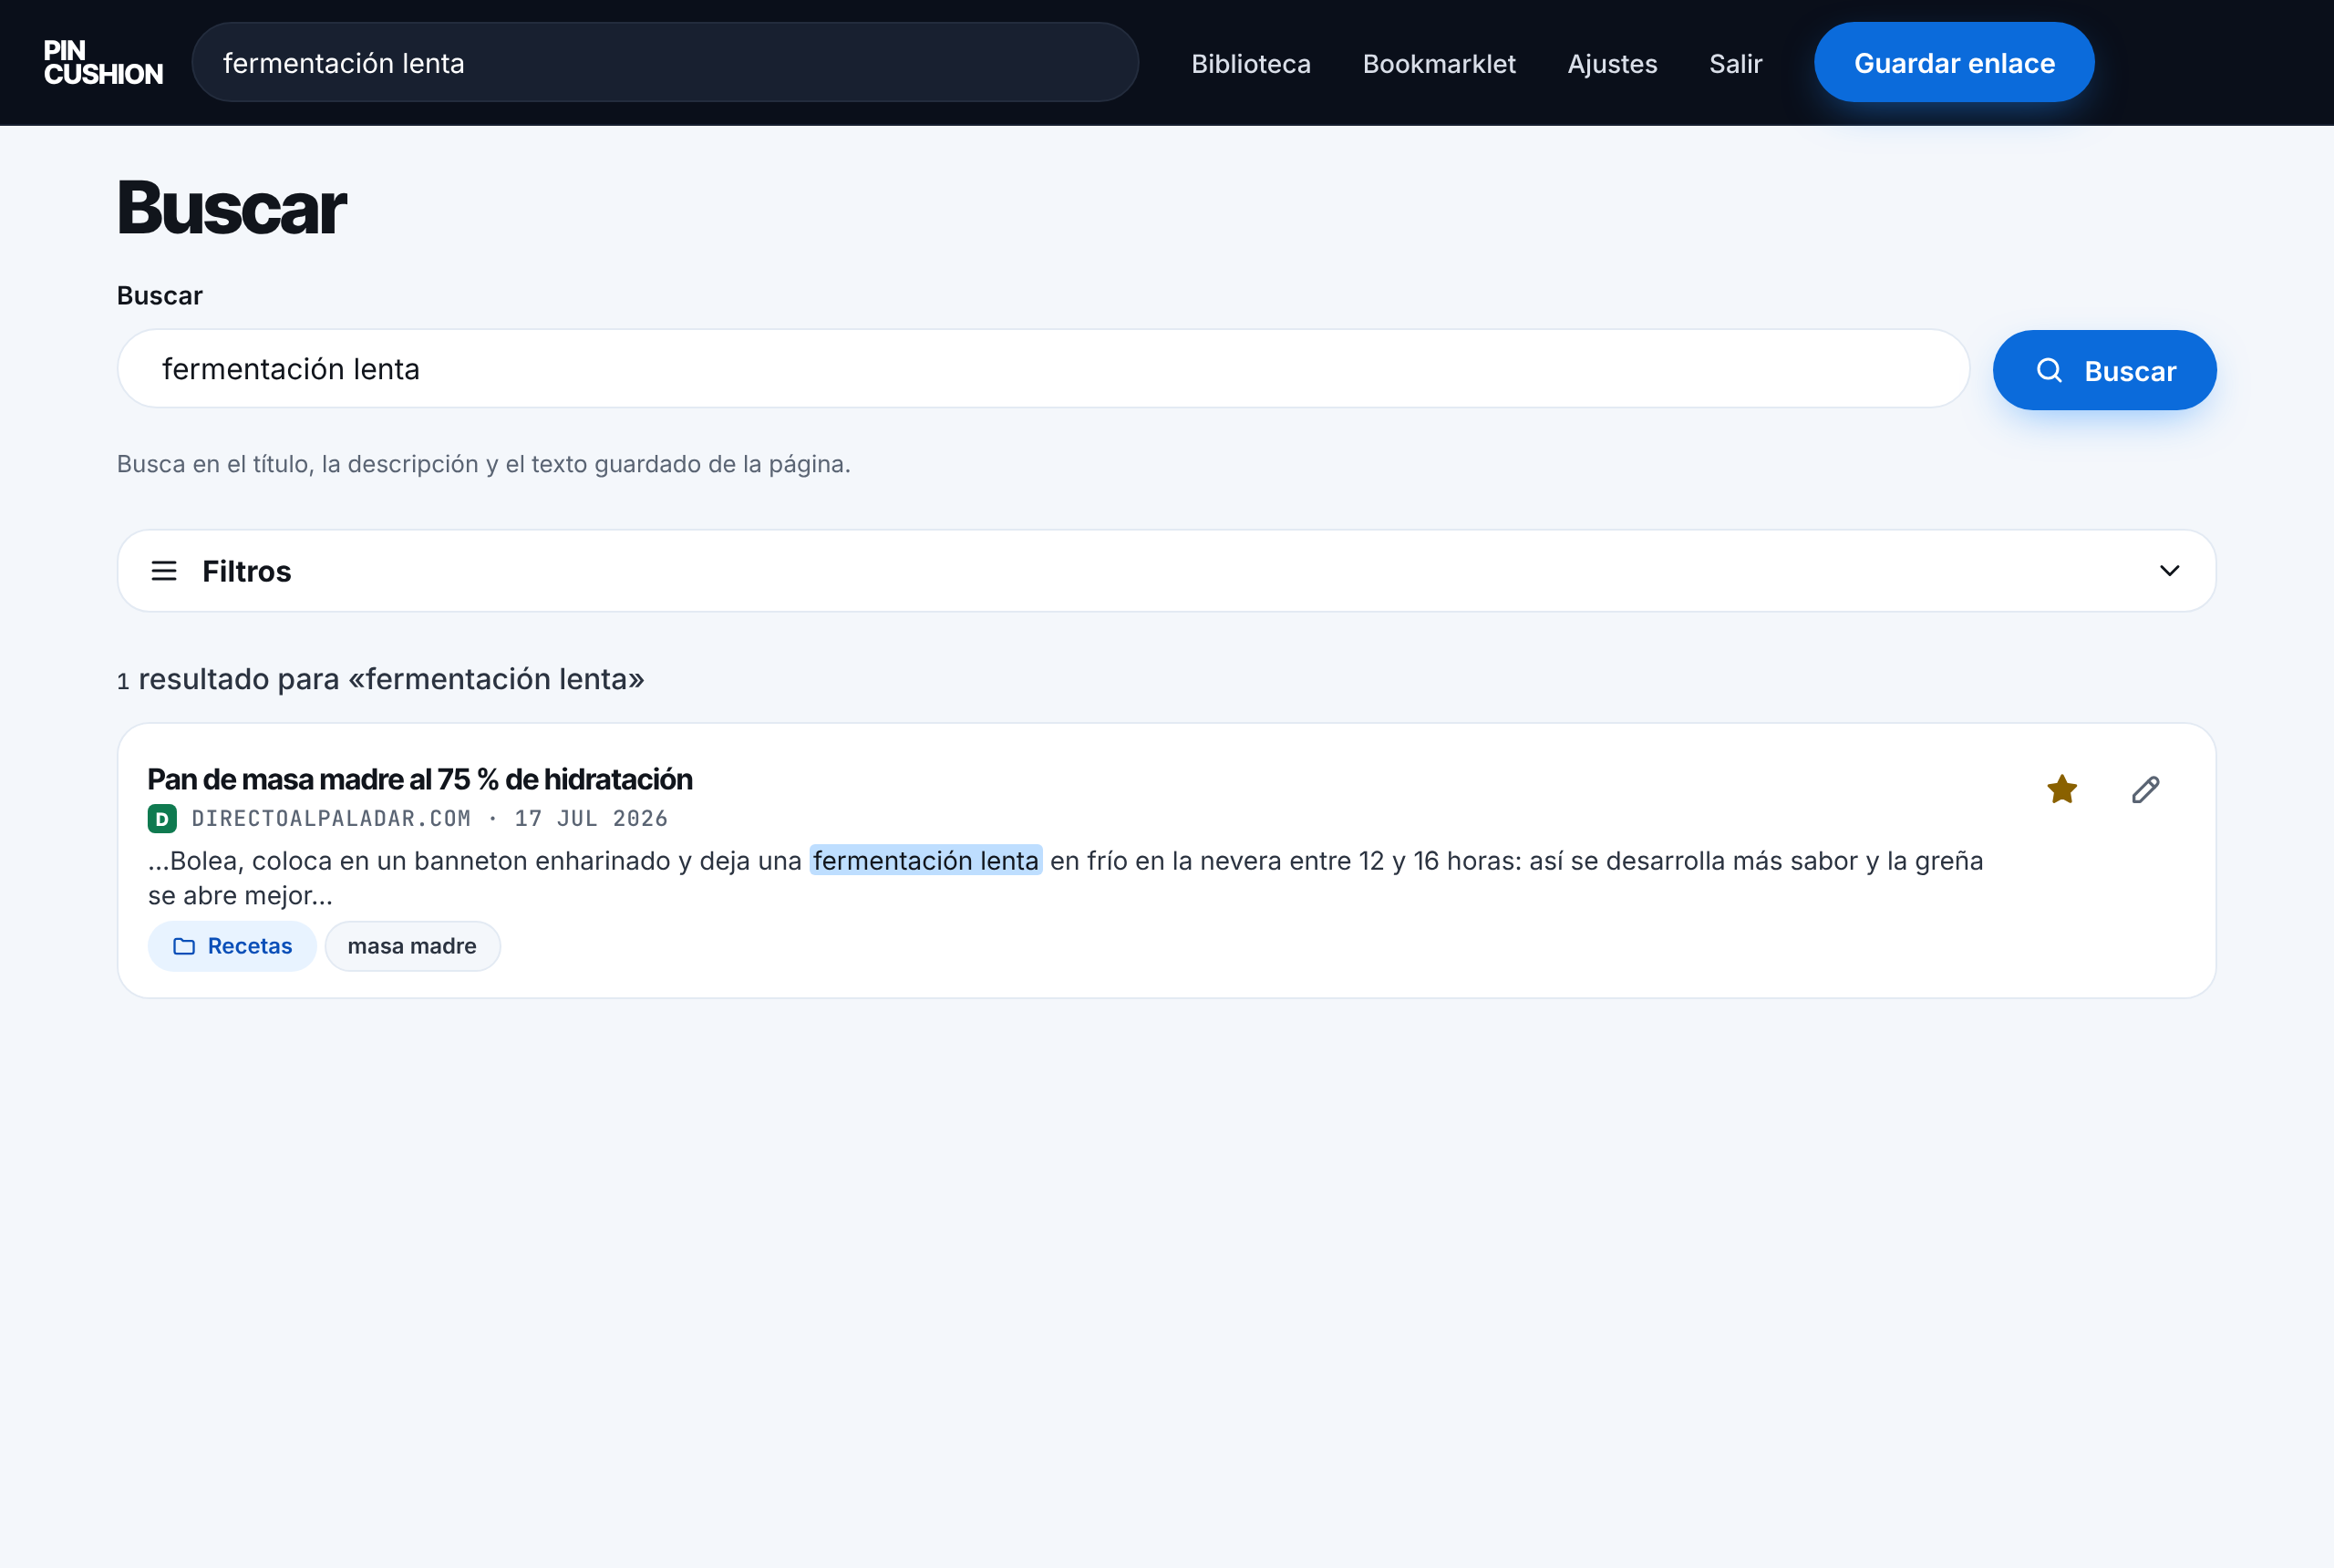 PIN
CUSHION
fermentación lenta
Biblioteca
Bookmarklet
Ajustes
Salir
Guardar enlace
Buscar
Buscar
fermentación lenta
Buscar
Busca en el título, la descripción y el texto guardado de la página.
Filtros
1 resultado para «fermentación lenta»
Pan de masa madre al 75 % de hidratación
D DIRECTOALPALADAR.COM · 17 JUL 2026
…Bolea, coloca en un banneton enharinado y deja una fermentación lenta en frío en la nevera entre 12 y 16 horas: así se desarrolla más sabor y la greña
se abre mejor…
Recetas
masa madre